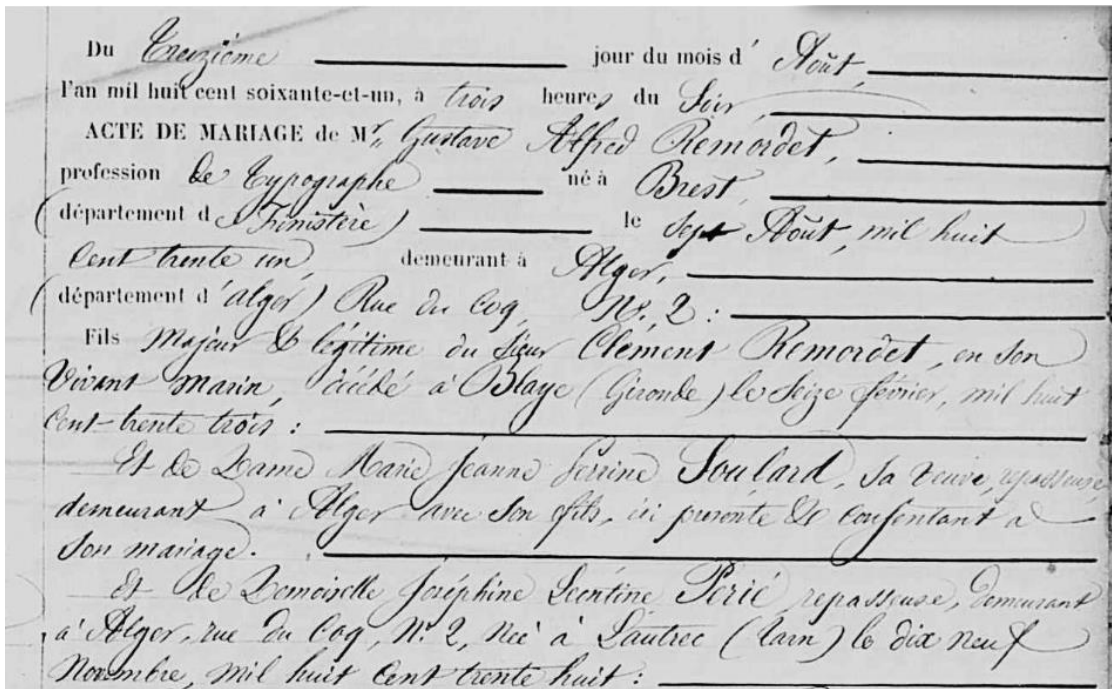 Du Treizième jour du mois d' Août,
l'an mil huit cent soixante-et-un, à trois heures du Soir,
ACTE DE MARIAGE de Mr Gustave Alfred Remordet,
profession de Typographe né à Brest,
(département du Finistère) le Sept Août, mil huit
Cent trente un, demeurant à Alger,
(département d'alger) Rue du Coq, No. 2 :
Fils Majeur & légitime du Sieur Clément Remordet, en Son
Vivant Marin, décédé à Blaye (Gironde) le Seize février, mil huit
Cent-trente trois :
Et de Dame Marie Jeanne Perrine Soulard, Sa veuve, repasseuse,
demeurant à Alger avec Son fils, ici présente & Consentant à
Son mariage.
Et de Demoiselle Joséphine Léontine Périé, repasseuse, demeurant
à Alger, rue du Coq, No. 2, née à Lautrec (Tarn) le dix neuf
Novembre, mil huit Cent trente huit :